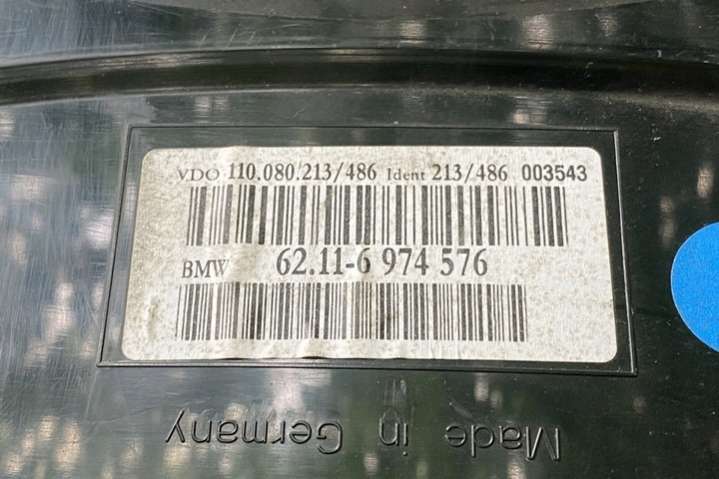 VDO 110.080.213/486 Ident 213/486 003543
BMW 62.11-6 974 576
Made in Germany